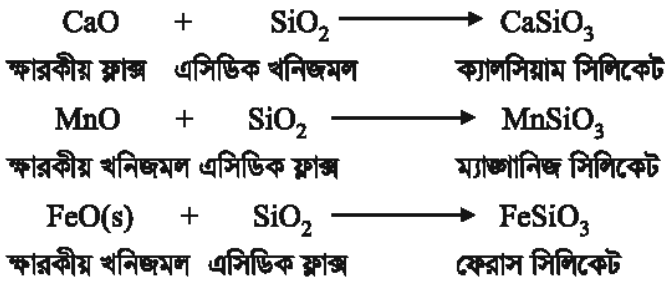 CaO + SiO₂ ⟶ CaSiO₃
ক্ষারকীয় ফ্লাক্স এসিডিক খনিজমল ক্যালসিয়াম সিলিকেট
MnO + SiO₂ ⟶ MnSiO₃
ক্ষারকীয় খনিজমল এসিডিক ফ্লাক্স ম্যাঙ্গানিজ সিলিকেট
FeO(s) + SiO₂ ⟶ FeSiO₃
ক্ষারকীয় খনিজমল এসিডিক ফ্লাক্স ফেরাস সিলিকেট